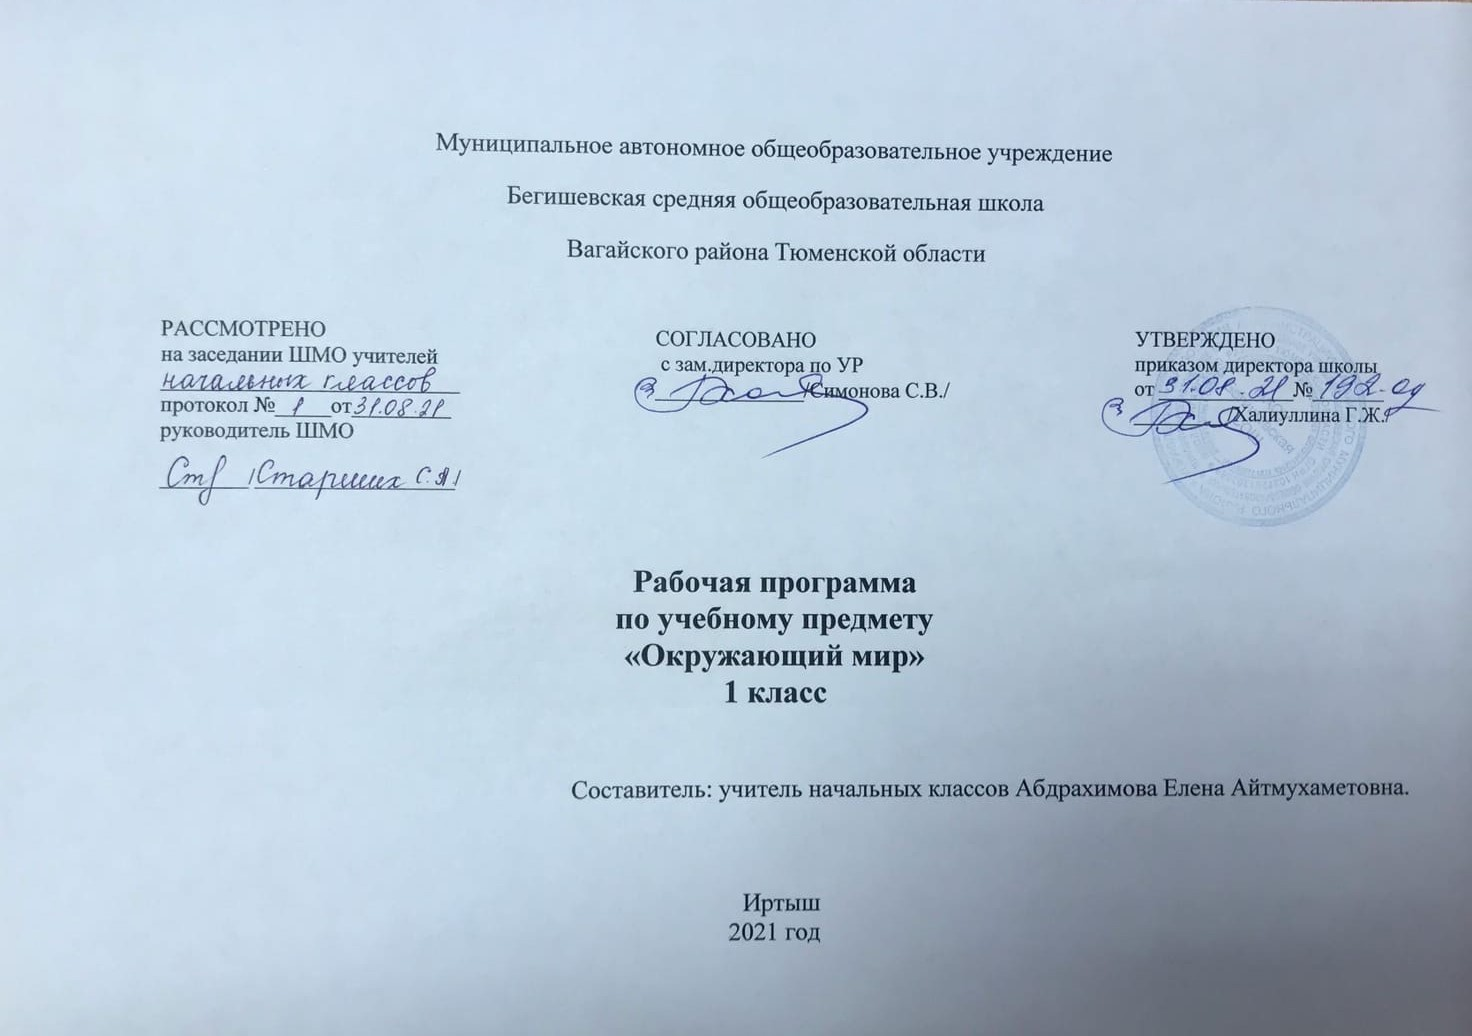 Муниципальное автономное общеобразовательное учреждение
Бегишевская средняя общеобразовательная школа
Вагайского района Тюменской области
РАССМОТРЕНО
на заседании ШМО учителей
начальных классов
протокол № 1 от 31.08.21
руководитель ШМО
/Старших С.А/
СОГЛАСОВАНО
с зам.директора по УР
/Симонова С.В./
УТВЕРЖДЕНО
приказом директора школы
от 31.08.21 № 192-од
/Халиуллина Г.Ж./
Рабочая программа
по учебному предмету
«Окружающий мир»
1 класс
Составитель: учитель начальных классов Абдрахимова Елена Айтмухаметовна.
Иртыш
2021 год